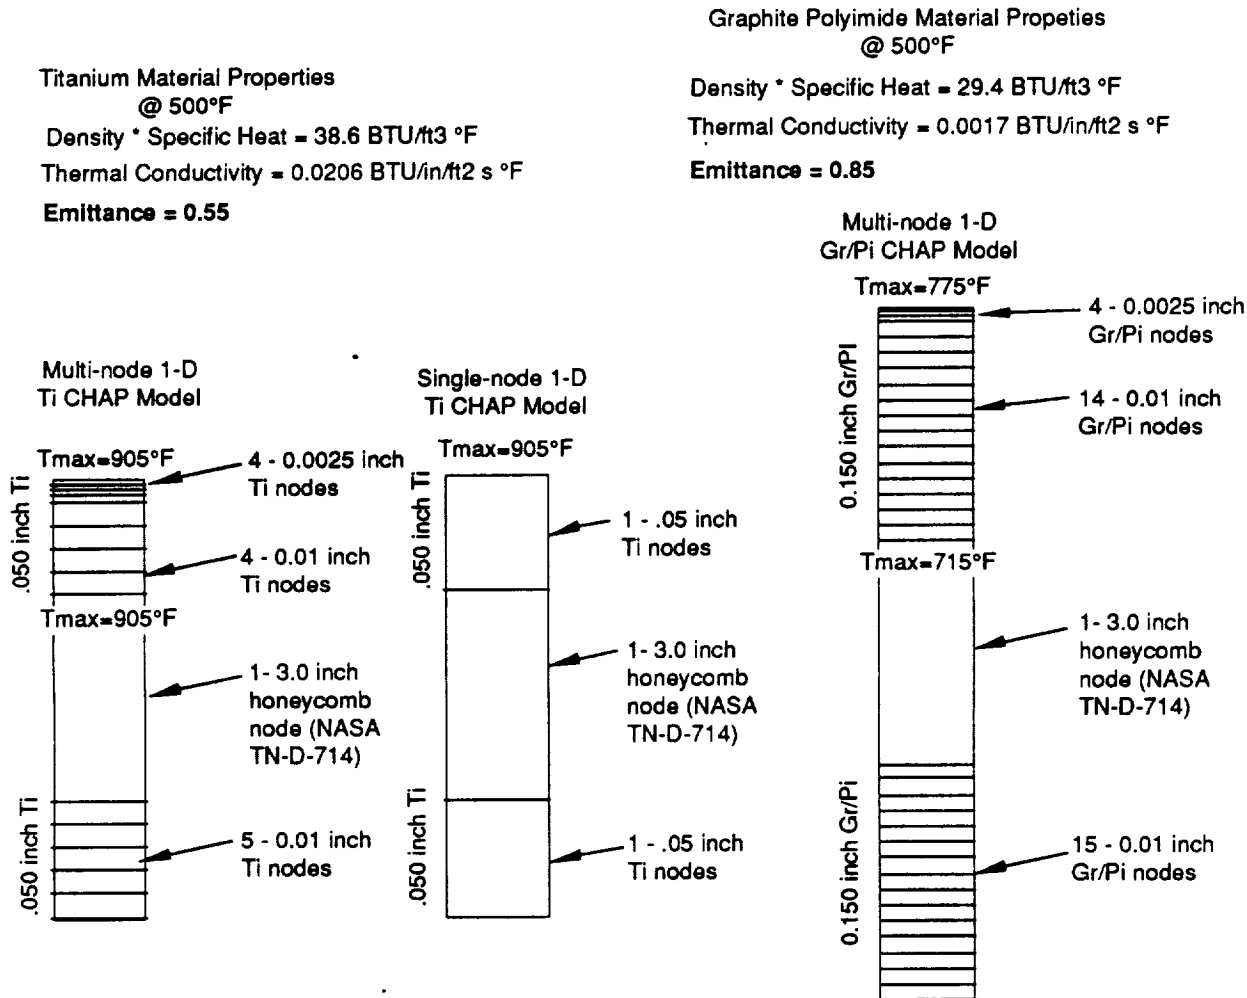 Graphite Polyimide Material Propeties
@ 500°F
Density * Specific Heat = 29.4 BTU/ft3 °F
Thermal Conductivity = 0.0017 BTU/in/ft2 s °F
Emittance = 0.85
Titanium Material Properties
@ 500°F
Density * Specific Heat = 38.6 BTU/ft3 °F
Thermal Conductivity = 0.0206 BTU/in/ft2 s °F
Emittance = 0.55
Multi-node 1-D
Ti CHAP Model
Tmax=905°F
.050 inch Ti
4 - 0.0025 inch
Ti nodes
4 - 0.01 inch
Ti nodes
Tmax=905°F
1- 3.0 inch
honeycomb
node (NASA
TN-D-714)
.050 inch Ti
5 - 0.01 inch
Ti nodes
Single-node 1-D
Ti CHAP Model
Tmax=905°F
.050 inch Ti
1 - .05 inch
Ti nodes
1- 3.0 inch
honeycomb
node (NASA
TN-D-714)
.050 inch Ti
1 - .05 inch
Ti nodes
Multi-node 1-D
Gr/Pi CHAP Model
Tmax=775°F
0.150 inch Gr/PI
4 - 0.0025 inch
Gr/Pi nodes
14 - 0.01 inch
Gr/Pi nodes
Tmax=715°F
1- 3.0 inch
honeycomb
node (NASA
TN-D-714)
0.150 inch Gr/Pi
15 - 0.01 inch
Gr/Pi nodes